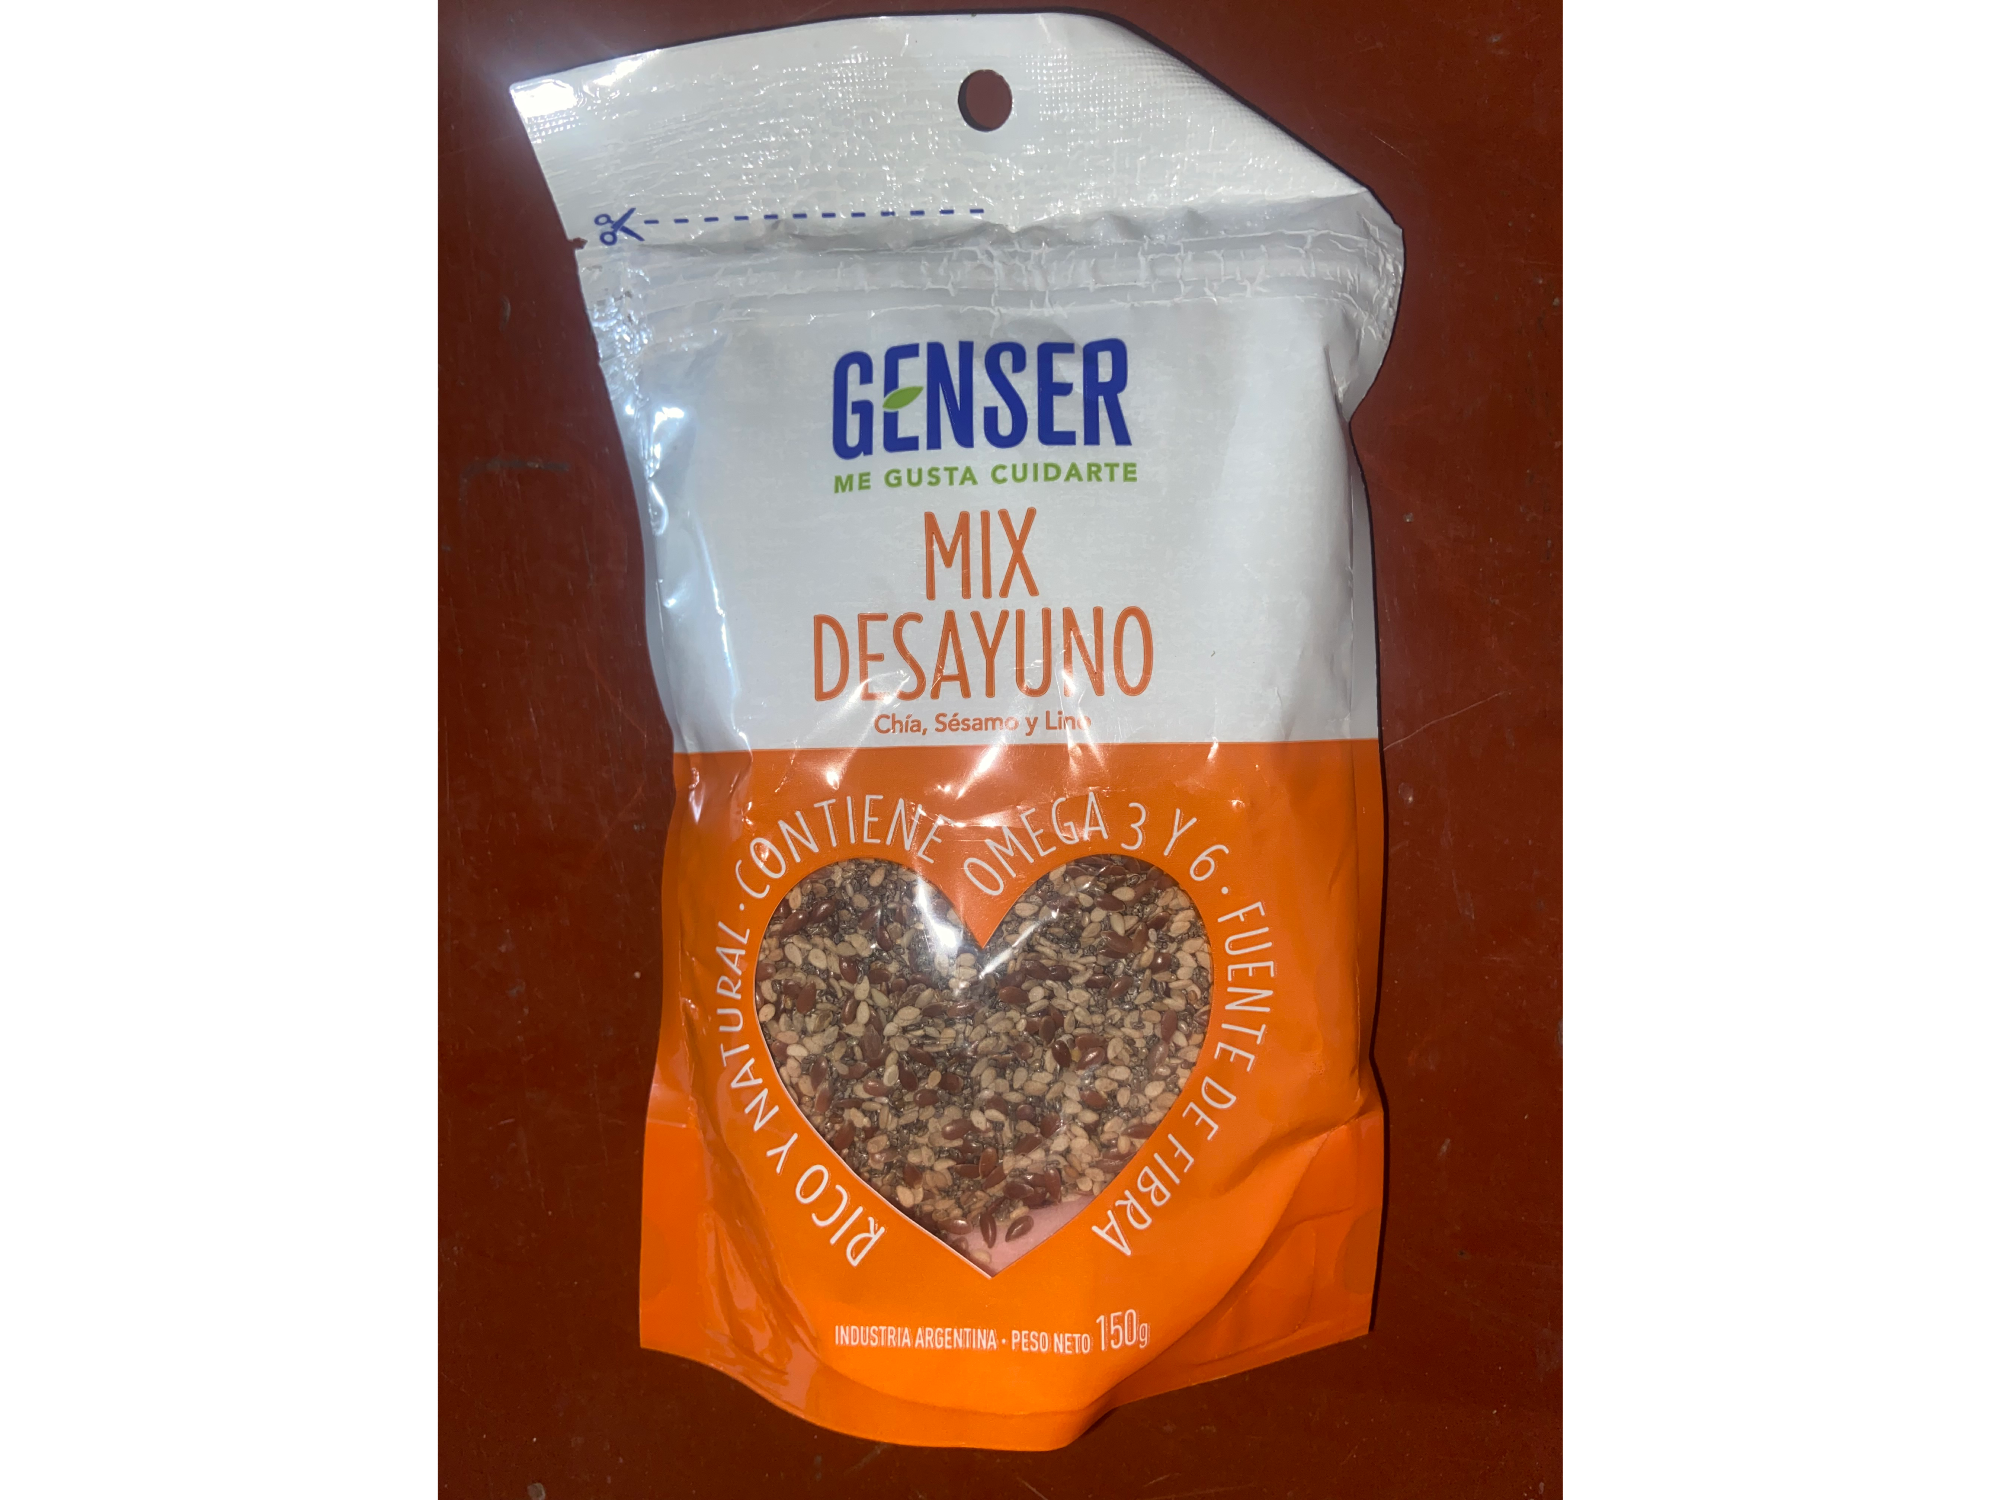 GENSER
ME GUSTA CUIDARTE
MIX
DESAYUNO
Chía, Sésamo y Lino
RICO Y NATURAL · CONTIENE OMEGA 3 Y 6 · FUENTE DE FIBRA
INDUSTRIA ARGENTINA · PESO NETO 150g